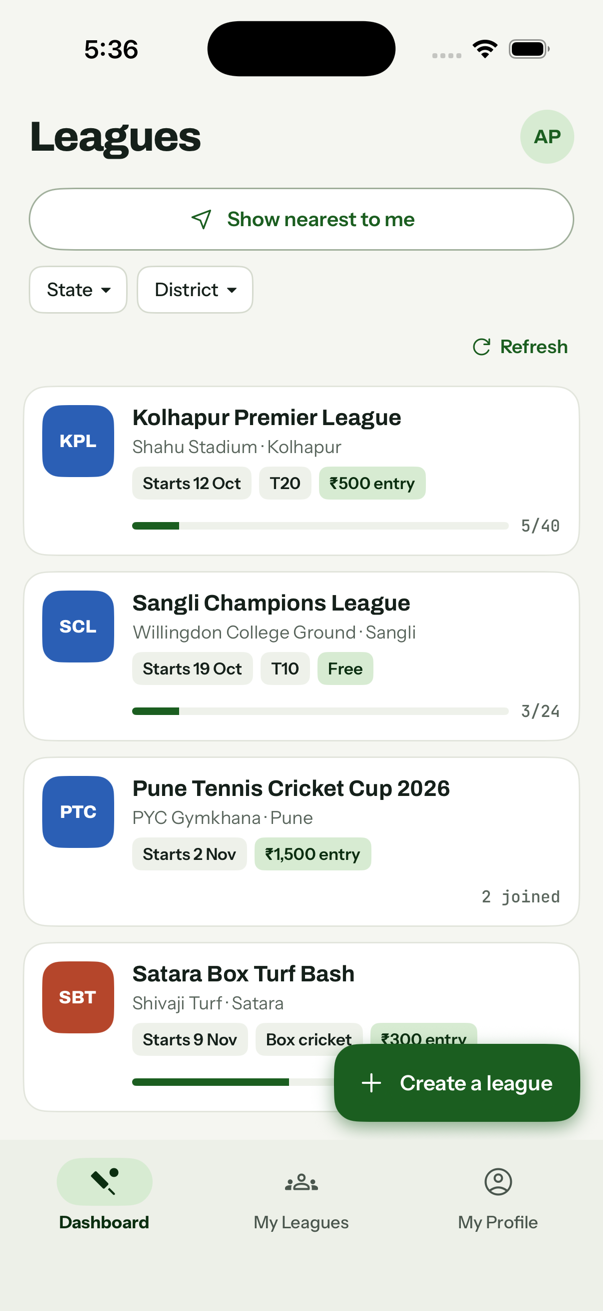 5:36
Leagues
AP
Show nearest to me
State
District
Refresh
KPL
Kolhapur Premier League
Shahu Stadium · Kolhapur
Starts 12 Oct
T20
₹500 entry
5/40
SCL
Sangli Champions League
Willingdon College Ground · Sangli
Starts 19 Oct
T10
Free
3/24
PTC
Pune Tennis Cricket Cup 2026
PYC Gymkhana · Pune
Starts 2 Nov
₹1,500 entry
2 joined
SBT
Satara Box Turf Bash
Shivaji Turf · Satara
Starts 9 Nov
Box cricket
₹300 entry
+ Create a league
Dashboard
My Leagues
My Profile